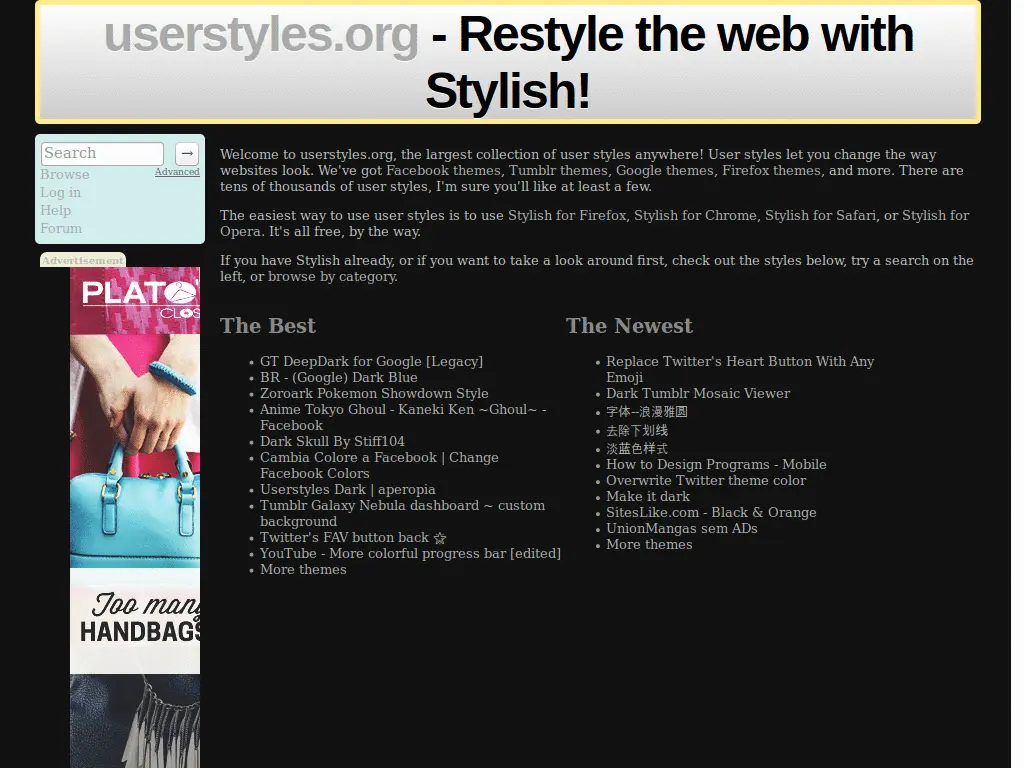 userstyles.org - Restyle the web with
Stylish!
Search
→
Browse
Advanced
Log in
Help
Forum
Advertisement
PLATO'
CLOS
Too many
HANDBAGS
Welcome to userstyles.org, the largest collection of user styles anywhere! User styles let you change the way
websites look. We've got Facebook themes, Tumblr themes, Google themes, Firefox themes, and more. There are
tens of thousands of user styles, I'm sure you'll like at least a few.
The easiest way to use user styles is to use Stylish for Firefox, Stylish for Chrome, Stylish for Safari, or Stylish for
Opera. It's all free, by the way.
If you have Stylish already, or if you want to take a look around first, check out the styles below, try a search on the
left, or browse by category.
The Best
GT DeepDark for Google [Legacy]
BR - (Google) Dark Blue
Zoroark Pokemon Showdown Style
Anime Tokyo Ghoul - Kaneki Ken ~Ghoul~ -
Facebook
Dark Skull By Stiff104
Cambia Colore a Facebook | Change
Facebook Colors
Userstyles Dark | aperopia
Tumblr Galaxy Nebula dashboard ~ custom
background
Twitter's FAV button back ⚝
YouTube - More colorful progress bar [edited]
More themes
The Newest
Replace Twitter's Heart Button With Any
Emoji
Dark Tumblr Mosaic Viewer
字体--浪漫雅圆
去除下划线
淡蓝色样式
How to Design Programs - Mobile
Overwrite Twitter theme color
Make it dark
SitesLike.com - Black & Orange
UnionMangas sem ADs
More themes